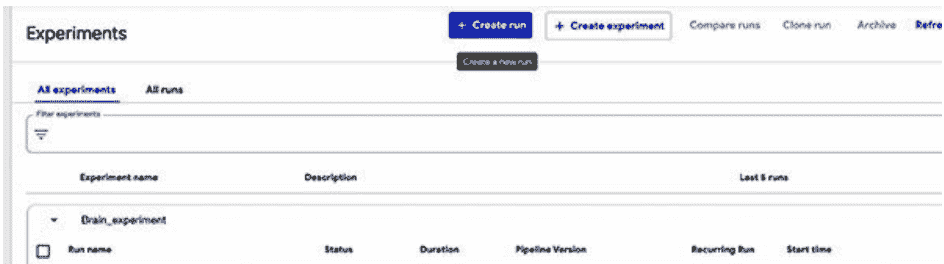 Experiments
+ Create run
+ Create experiment
Compare runs
Clone run
Archive
Refre
Create a new run
All experiments
All runs
Filter experiments
Experiment name
Description
Last 5 runs
Brain_experiment
Run name
Status
Duration
Pipeline Version
Recurring Run
Start time